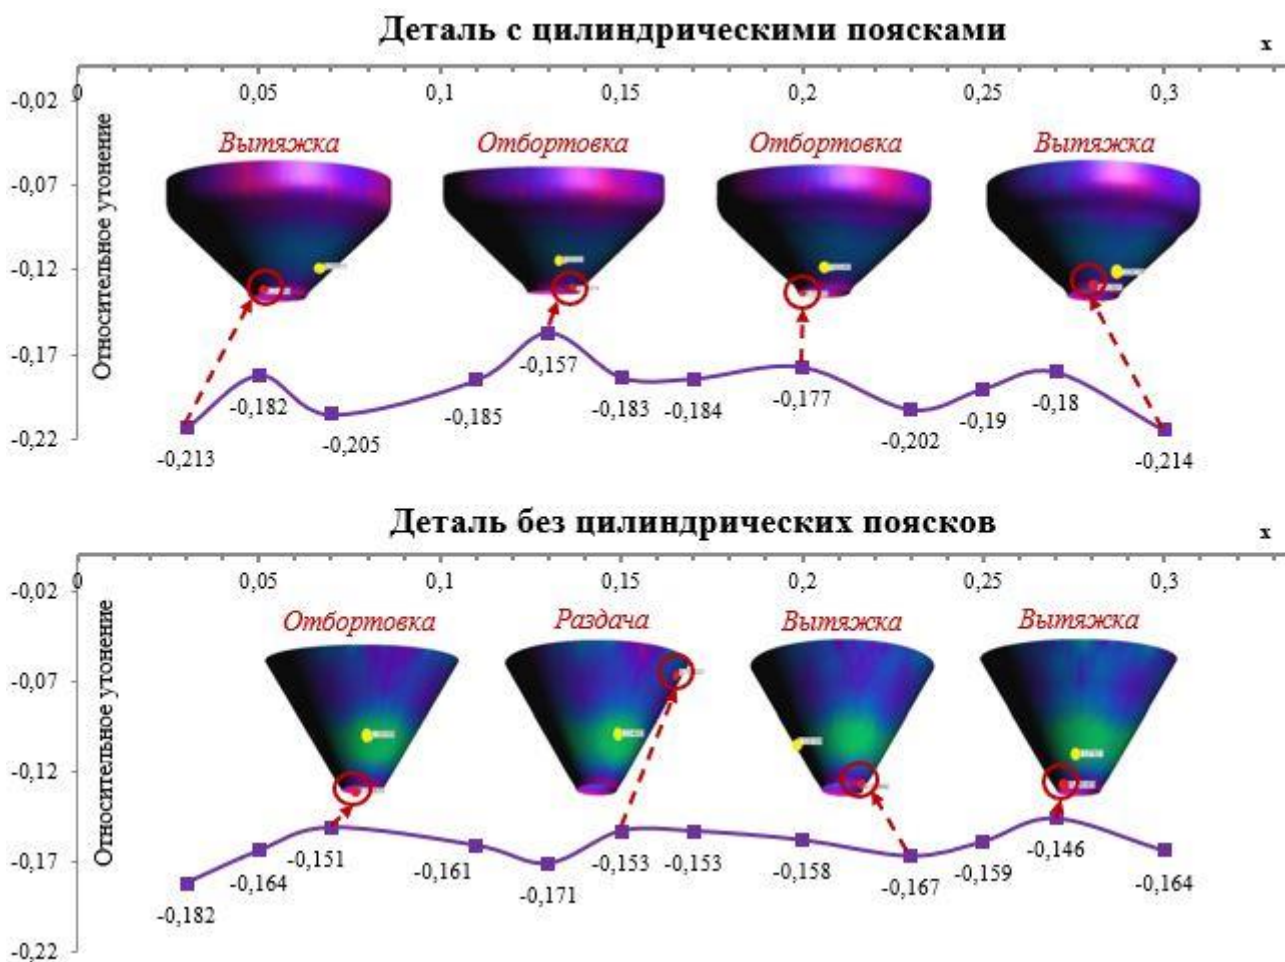 Деталь с цилиндрическими поясками
x
0 0,05 0,1 0,15 0,2 0,25 0,3
-0,02
-0,07
-0,12
-0,17
-0,22
Относительное утонение
Вытяжка Отбортовка Отбортовка Вытяжка
-0,213 -0,182 -0,205 -0,185 -0,157 -0,183 -0,184 -0,177 -0,202 -0,19 -0,18 -0,214
Деталь без цилиндрических поясков
x
0 0,05 0,1 0,15 0,2 0,25 0,3
-0,02
-0,07
-0,12
-0,17
-0,22
Относительное утонение
Отбортовка Раздача Вытяжка Вытяжка
-0,182 -0,164 -0,151 -0,161 -0,171 -0,153 -0,153 -0,158 -0,167 -0,159 -0,146 -0,164